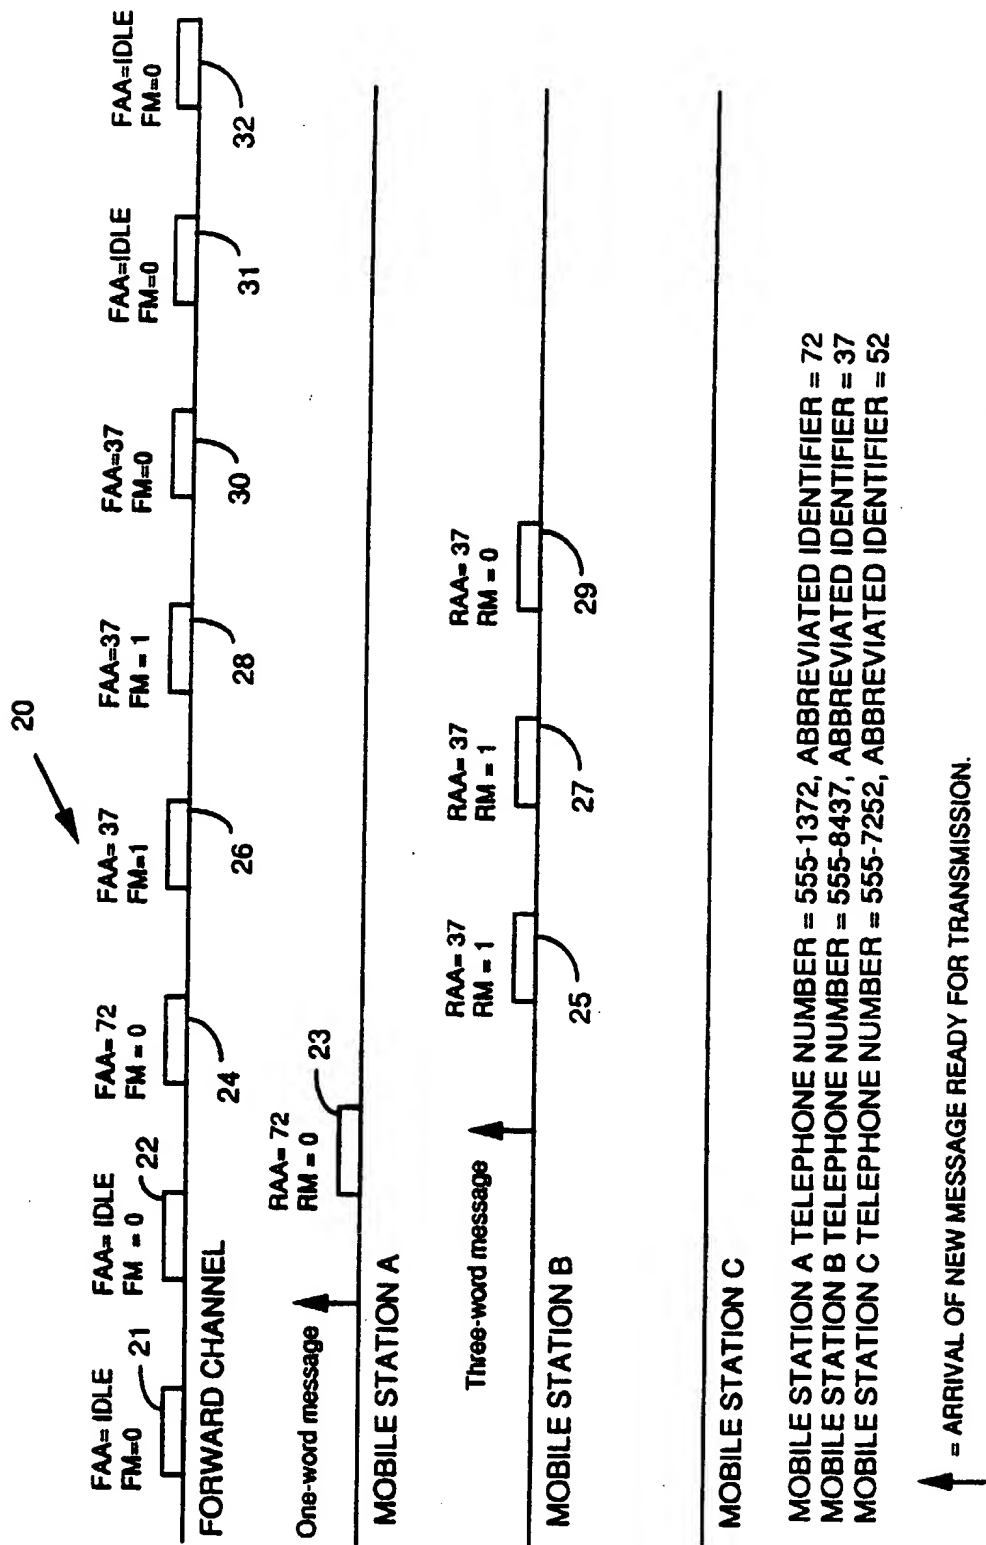 20
FAA= IDLE
FM=0
21
FAA= IDLE
FM = 0
22
FAA= 72
FM = 0
24
FAA= 37
FM=1
26
FAA=37
FM = 1
28
FAA=37
FM=0
30
FAA=IDLE
FM=0
31
FAA=IDLE
FM=0
32
FORWARD CHANNEL
One-word message
RAA= 72
RM = 0
23
MOBILE STATION A
Three-word message
RAA= 37
RM = 1
25
RAA= 37
RM = 1
27
RAA= 37
RM = 0
29
MOBILE STATION B
MOBILE STATION C
MOBILE STATION A TELEPHONE NUMBER = 555-1372, ABBREVIATED IDENTIFIER = 72
MOBILE STATION B TELEPHONE NUMBER = 555-8437, ABBREVIATED IDENTIFIER = 37
MOBILE STATION C TELEPHONE NUMBER = 555-7252, ABBREVIATED IDENTIFIER = 52
= ARRIVAL OF NEW MESSAGE READY FOR TRANSMISSION.